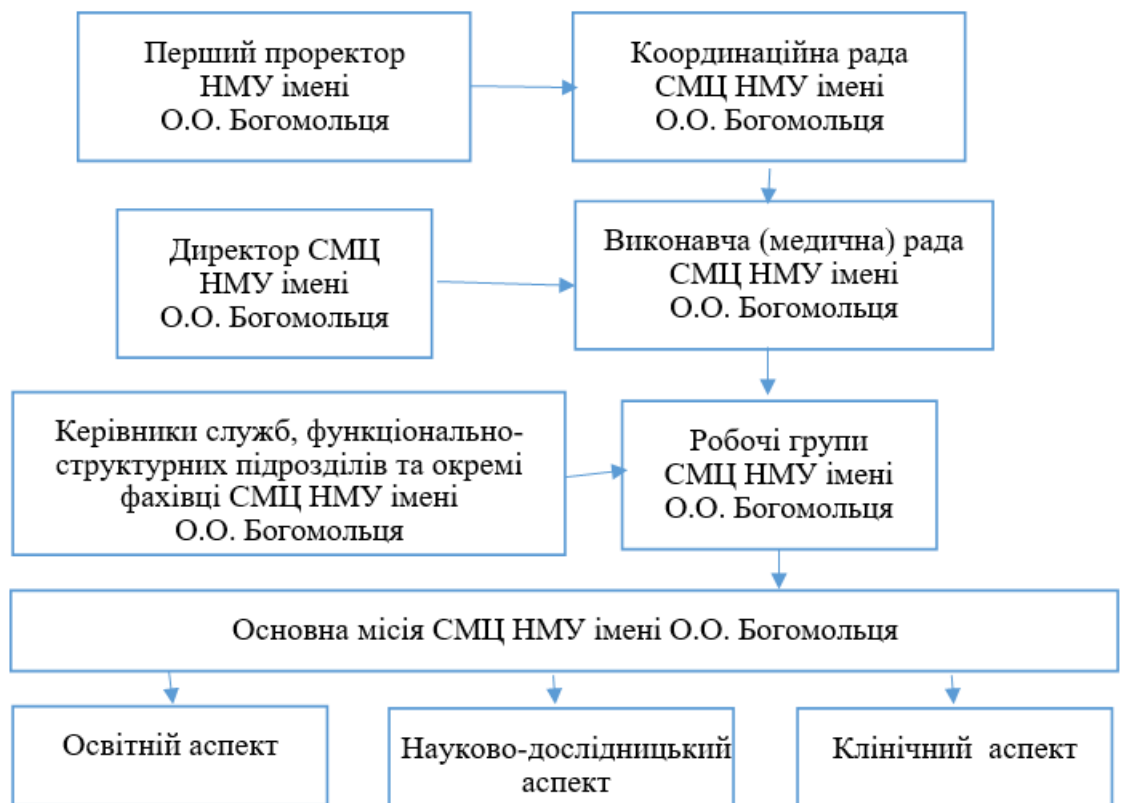 Перший проректор
НМУ імені
О.О. Богомольця
Координаційна рада
СМЦ НМУ імені
О.О. Богомольця
Директор СМЦ
НМУ імені
О.О. Богомольця
Виконавча (медична) рада
СМЦ НМУ імені
О.О. Богомольця
Керівники служб, функціонально-
структурних підрозділів та окремі
фахівці СМЦ НМУ імені
О.О. Богомольця
Робочі групи
СМЦ НМУ імені
О.О. Богомольця
Основна місія СМЦ НМУ імені О.О. Богомольця
Освітній аспект
Науково-дослідницький
аспект
Клінічний аспект